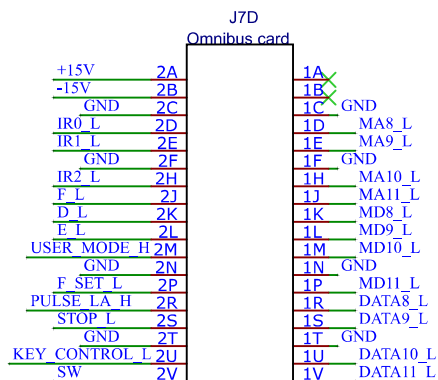 J7D
Omnibus card
+15V 2A 1A
-15V 2B 1B
GND 2C 1C GND
IR0_L 2D 1D MA8_L
IR1_L 2E 1E MA9_L
GND 2F 1F GND
IR2_L 2H 1H MA10_L
F_L 2J 1J MA11_L
D_L 2K 1K MD8_L
E_L 2L 1L MD9_L
USER_MODE_H 2M 1M MD10_L
GND 2N 1N GND
F_SET_L 2P 1P MD11_L
PULSE_LA_H 2R 1R DATA8_L
STOP_L 2S 1S DATA9_L
GND 2T 1T GND
KEY_CONTROL_L 2U 1U DATA10_L
SW 2V 1V DATA11_L